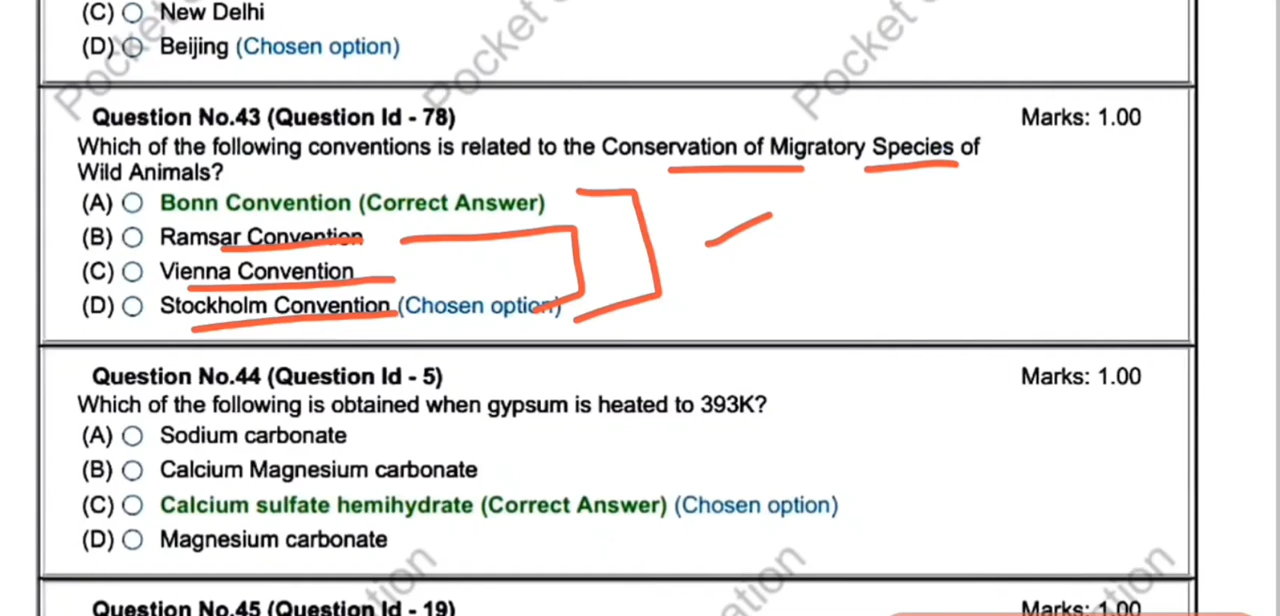 (C) New Delhi
(D) Beijing (Chosen option)
Pocket
Pocket
Pocket
Question No.43 (Question Id - 78) Marks: 1.00
Which of the following conventions is related to the Conservation of Migratory Species of
Wild Animals?
(A) Bonn Convention (Correct Answer)
(B) Ramsar Convention
(C) Vienna Convention
(D) Stockholm Convention (Chosen option)
Question No.44 (Question Id - 5) Marks: 1.00
Which of the following is obtained when gypsum is heated to 393K?
(A) Sodium carbonate
(B) Calcium Magnesium carbonate
(C) Calcium sulfate hemihydrate (Correct Answer) (Chosen option)
(D) Magnesium carbonate
Question No.45 (Question Id - 19) Marks: 1.00